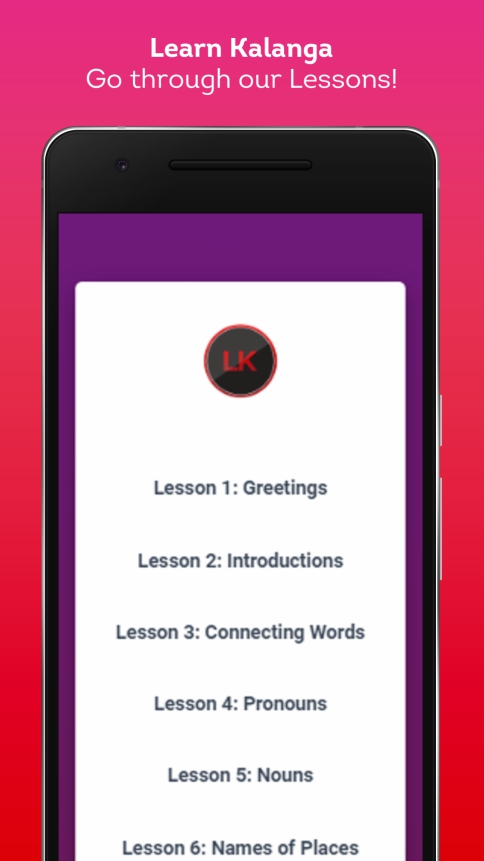 Learn Kalanga
Go through our Lessons!
LK
Lesson 1: Greetings
Lesson 2: Introductions
Lesson 3: Connecting Words
Lesson 4: Pronouns
Lesson 5: Nouns
Lesson 6: Names of Places